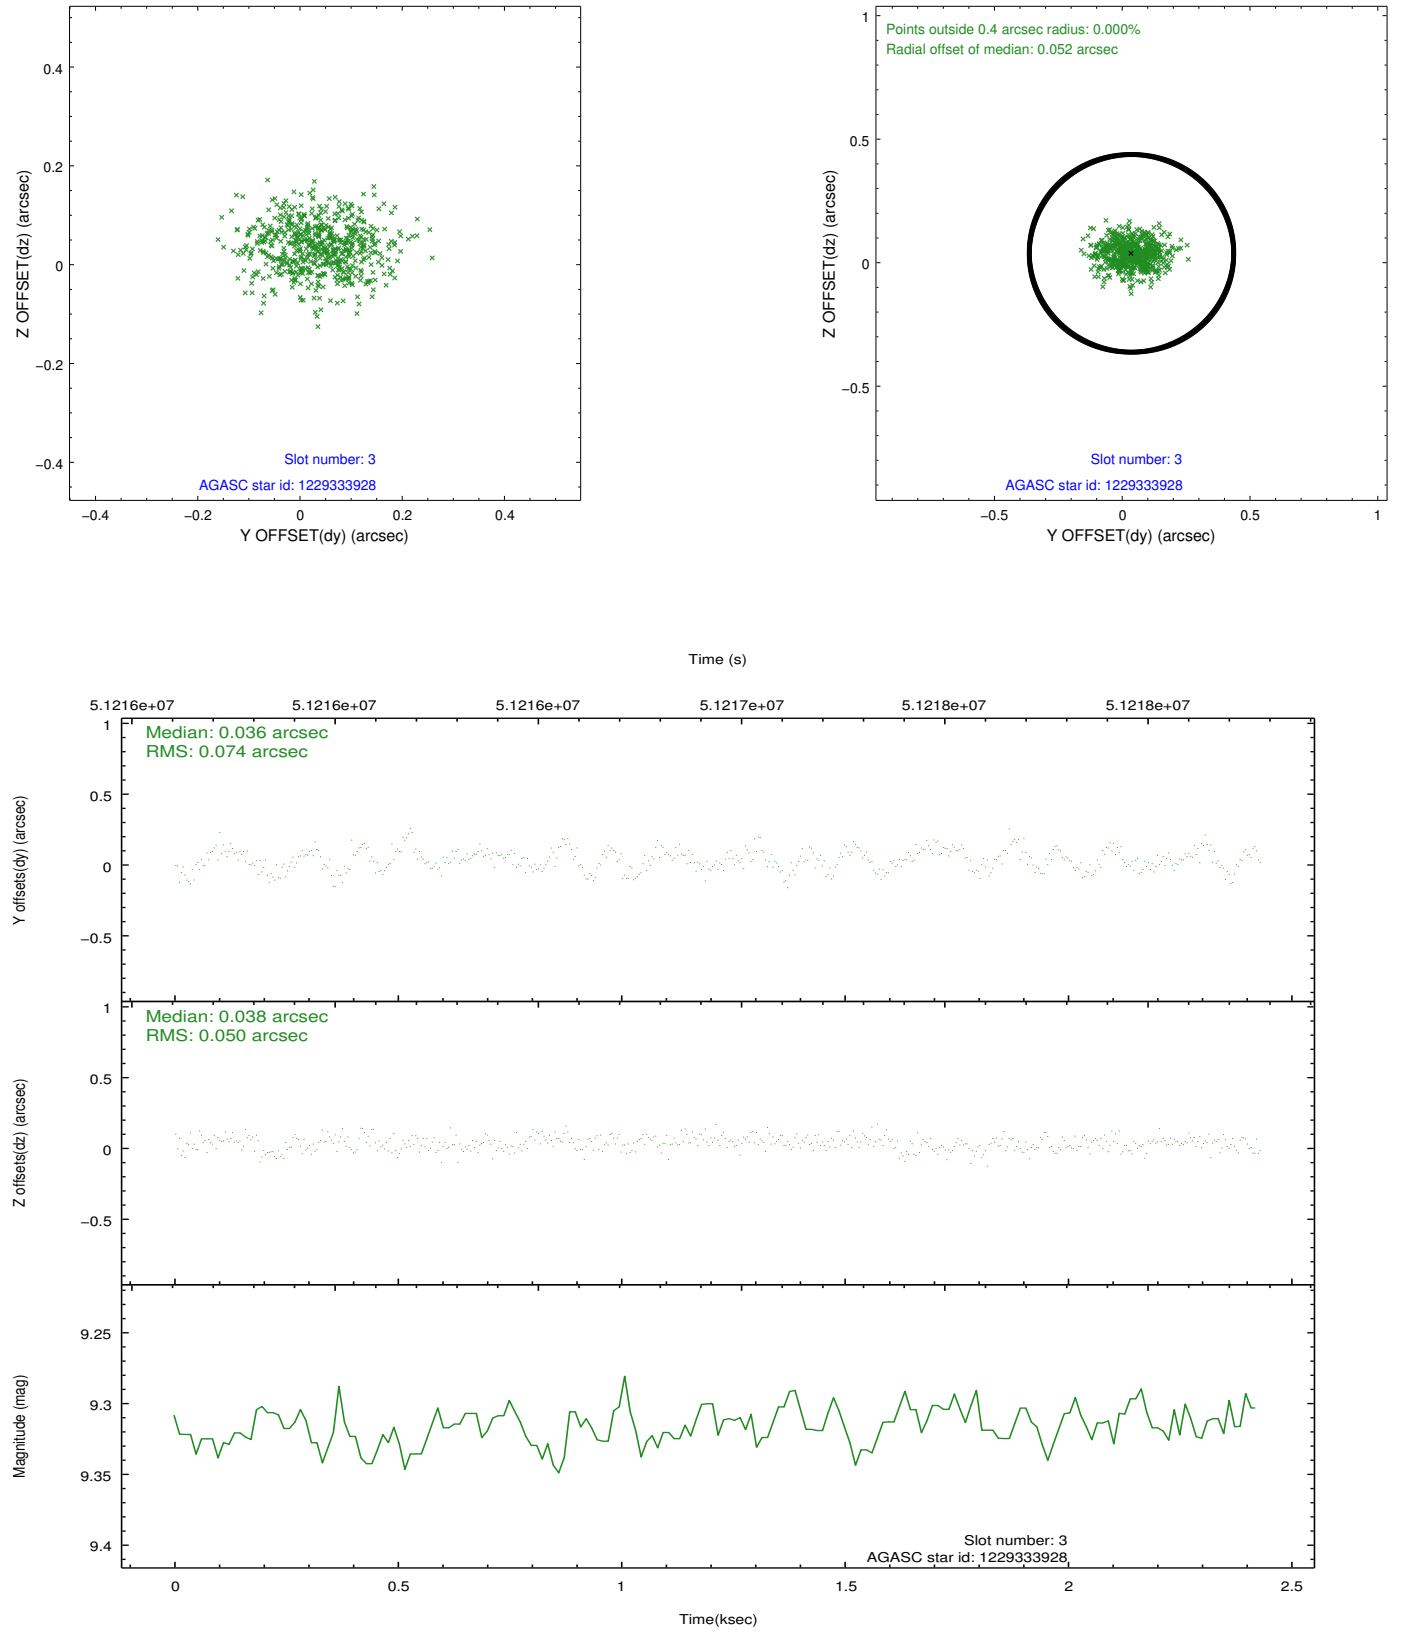 0.4
0.2
0
−0.2
−0.4
Z OFFSET(dz) (arcsec)
Slot number: 3
AGASC star id: 1229333928
−0.4 −0.2 0 0.2 0.4
Y OFFSET(dy) (arcsec)
Points outside 0.4 arcsec radius: 0.000%
Radial offset of median: 0.052 arcsec
1
0.5
0
−0.5
Z OFFSET(dz) (arcsec)
Slot number: 3
AGASC star id: 1229333928
−0.5 0 0.5 1
Y OFFSET(dy) (arcsec)
Time (s)
5.1216e+07 5.1216e+07 5.1216e+07 5.1217e+07 5.1218e+07 5.1218e+07
Median: 0.036 arcsec
RMS: 0.074 arcsec
1
0.5
0
−0.5
Y offsets(dy) (arcsec)
Median: 0.038 arcsec
RMS: 0.050 arcsec
1
0.5
0
−0.5
Z offsets(dz) (arcsec)
9.25
9.3
9.35
9.4
Magnitude (mag)
Slot number: 3
AGASC star id: 1229333928
0 0.5 1 1.5 2 2.5
Time(ksec)